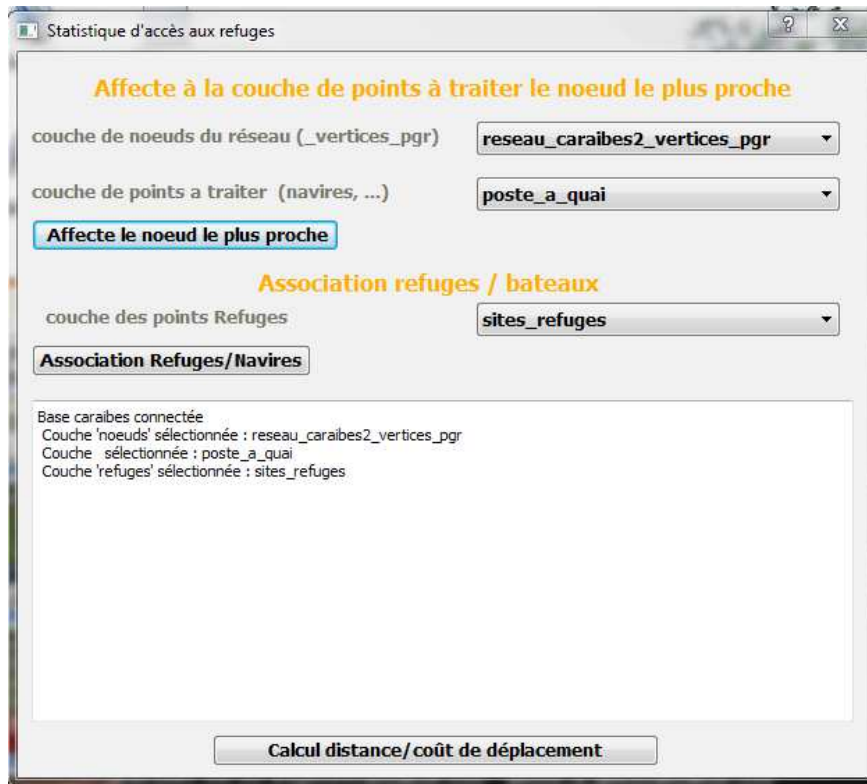 Statistique d'accès aux refuges
Affecte à la couche de points à traiter le noeud le plus proche
couche de noeuds du réseau (_vertices_pgr)
reseau_caraibes2_vertices_pgr
couche de points a traiter (navires, ...)
poste_a_quai
Affecte le noeud le plus proche
Association refuges / bateaux
couche des points Refuges
sites_refuges
Association Refuges/Navires
Base caraibes connectée
Couche 'noeuds' sélectionnée : reseau_caraibes2_vertices_pgr
Couche sélectionnée : poste_a_quai
Couche 'refuges' sélectionnée : sites_refuges
Calcul distance/coût de déplacement